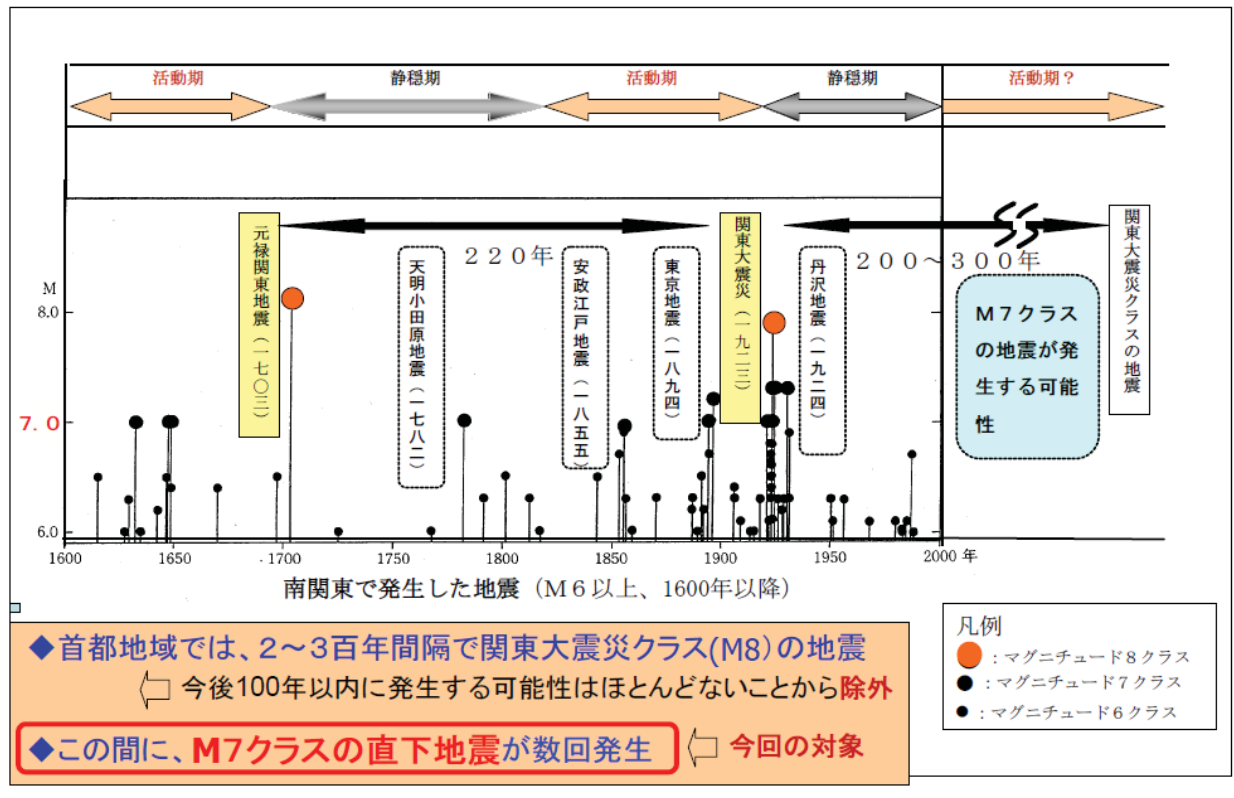 活動期 静穏期 活動期 静穏期 活動期？
元禄関東地震（一七〇三）
天明小田原地震（一七八二）
２２０年
安政江戸地震（一八五五）
東京地震（一八九四）
関東大震災（一九二三）
丹沢地震（一九二四）
２００～３００年
関東大震災クラスの地震
Ｍ７クラス
の地震が発
生する可能
性
M
8.0
７.０
6.0
1600 1650 1700 1750 1800 1850 1900 1950 2000 年
南関東で発生した地震（Ｍ６以上、1600年以降）
凡例
：マグニチュード８クラス
：マグニチュード７クラス
：マグニチュード６クラス
◆首都地域では、２～３百年間隔で関東大震災クラス(M8）の地震
今後100年以内に発生する可能性はほとんどないことから除外
◆この間に、M７クラスの直下地震が数回発生
今回の対象